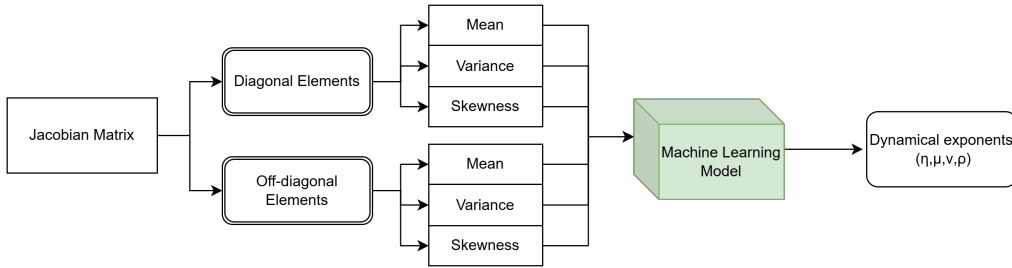 Jacobian Matrix
Diagonal Elements
Off-diagonal
Elements
Mean
Variance
Skewness
Mean
Variance
Skewness
Machine Learning
Model
Dynamical exponents
(η,μ,ν,ρ)